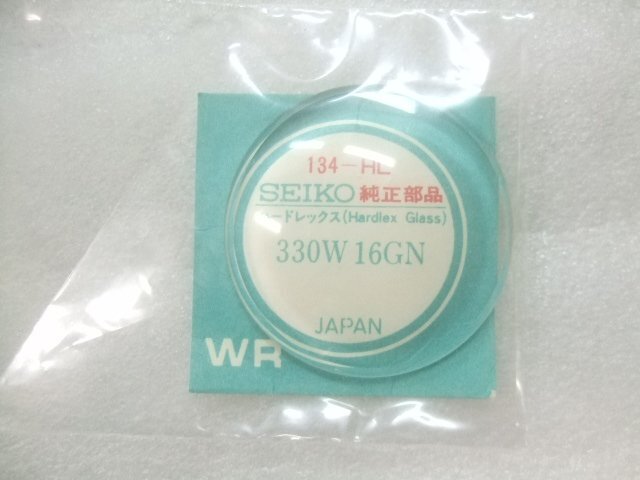 134-HL
SEIKO 純正部品
ハードレックス(Hardlex Glass)
330W 16GN
JAPAN
WR